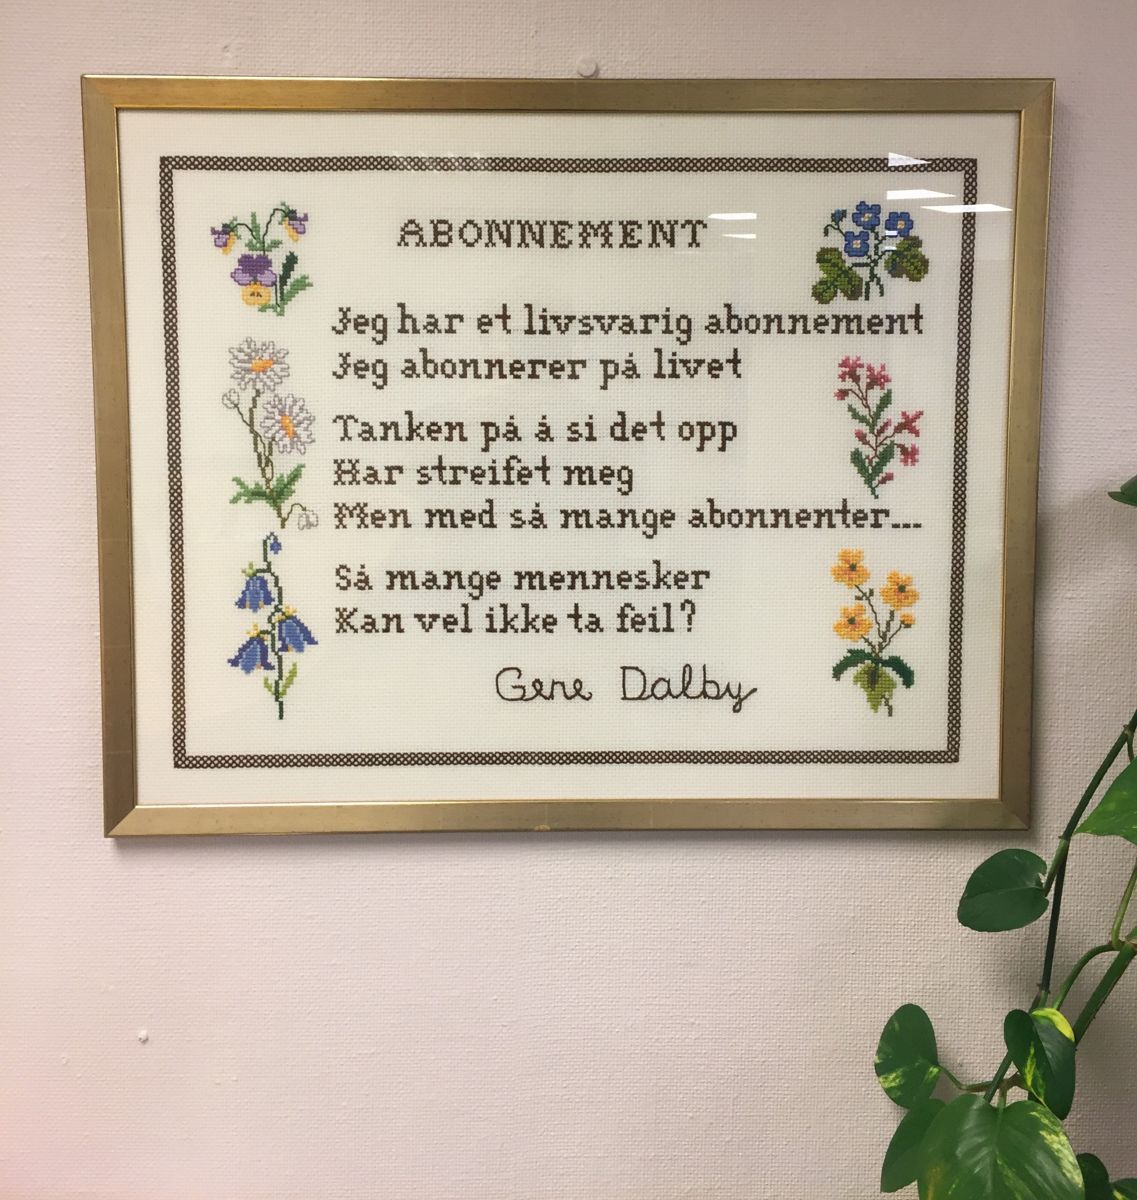 ABONNEMENT
Jeg har et livsvarig abonnement
Jeg abonnerer på livet
Tanken på å si det opp
Har streifet meg
Men med så mange abonnenter...
Så mange mennesker
Kan vel ikke ta feil?
Gene Dalby